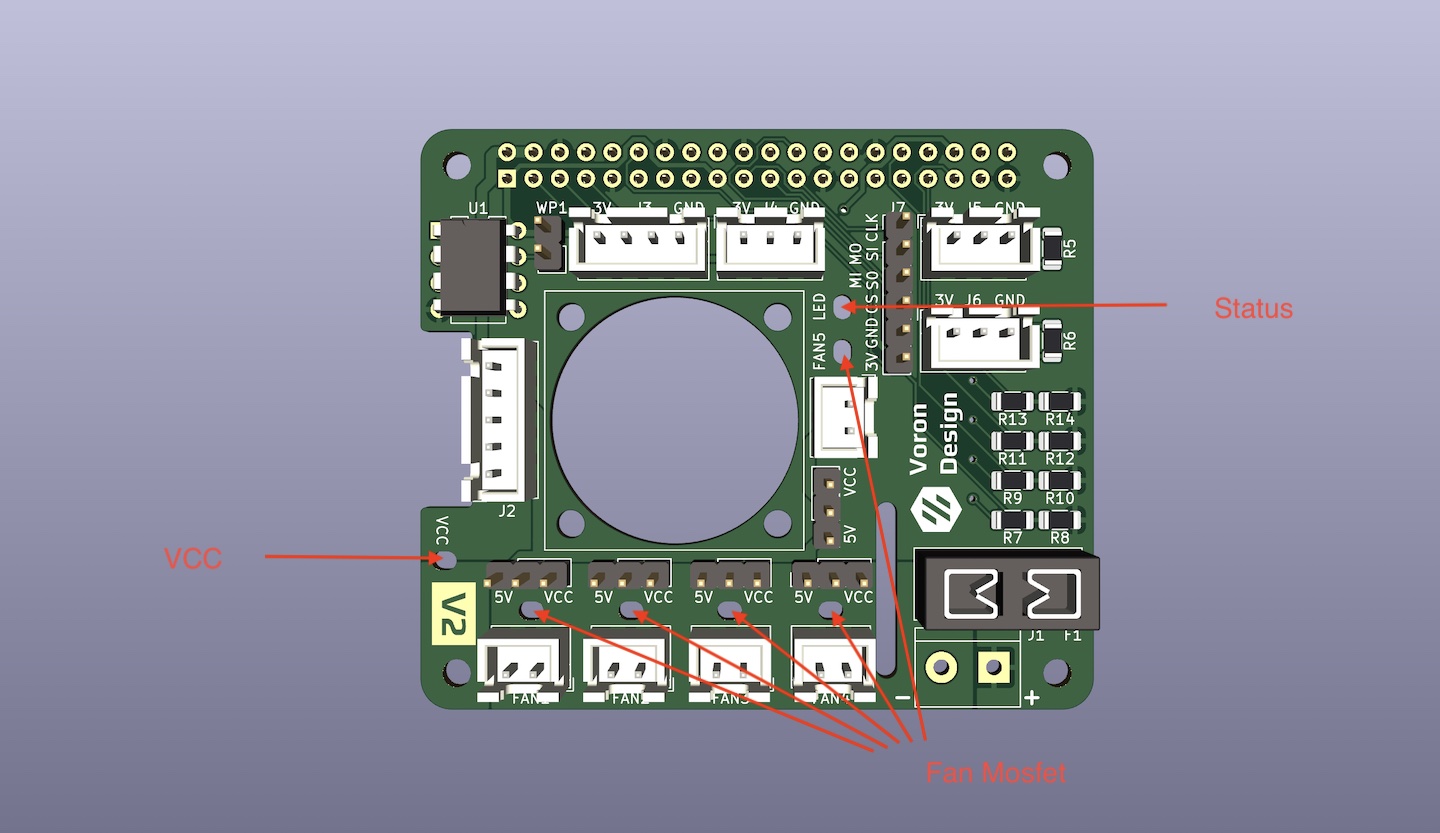 U1
WP1
3V J3 GND
3V J4 GND
J7
3V J5 GND
R5
CLK
MO SI
MI SO
CS
GND
3V
LED
FAN5
3V J6 GND
R6
Status
Voron
Design
R13 R14
R11 R12
R9 R10
R7 R8
J2
VCC
5V
VCC
VCC
5V VCC
5V VCC
5V VCC
5V VCC
V2
J1 F1
FAN1
FAN2
FAN3
FAN4
- +
Fan Mosfet